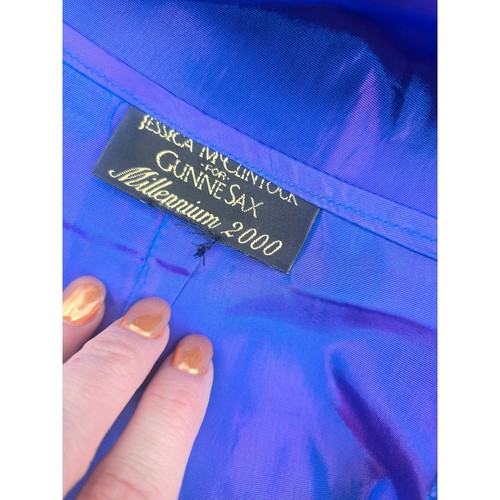 JESSICA McCLINTOCK
-FOR-
GUNNE SAX
Millennium 2000